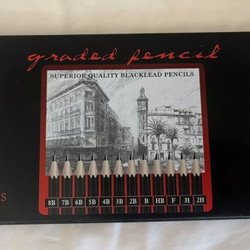 graded pencil
SUPERIOR QUALITY BLACKLEAD PENCILS
8B 7B 6B 5B 4B 3B 2B B HB F H 2H